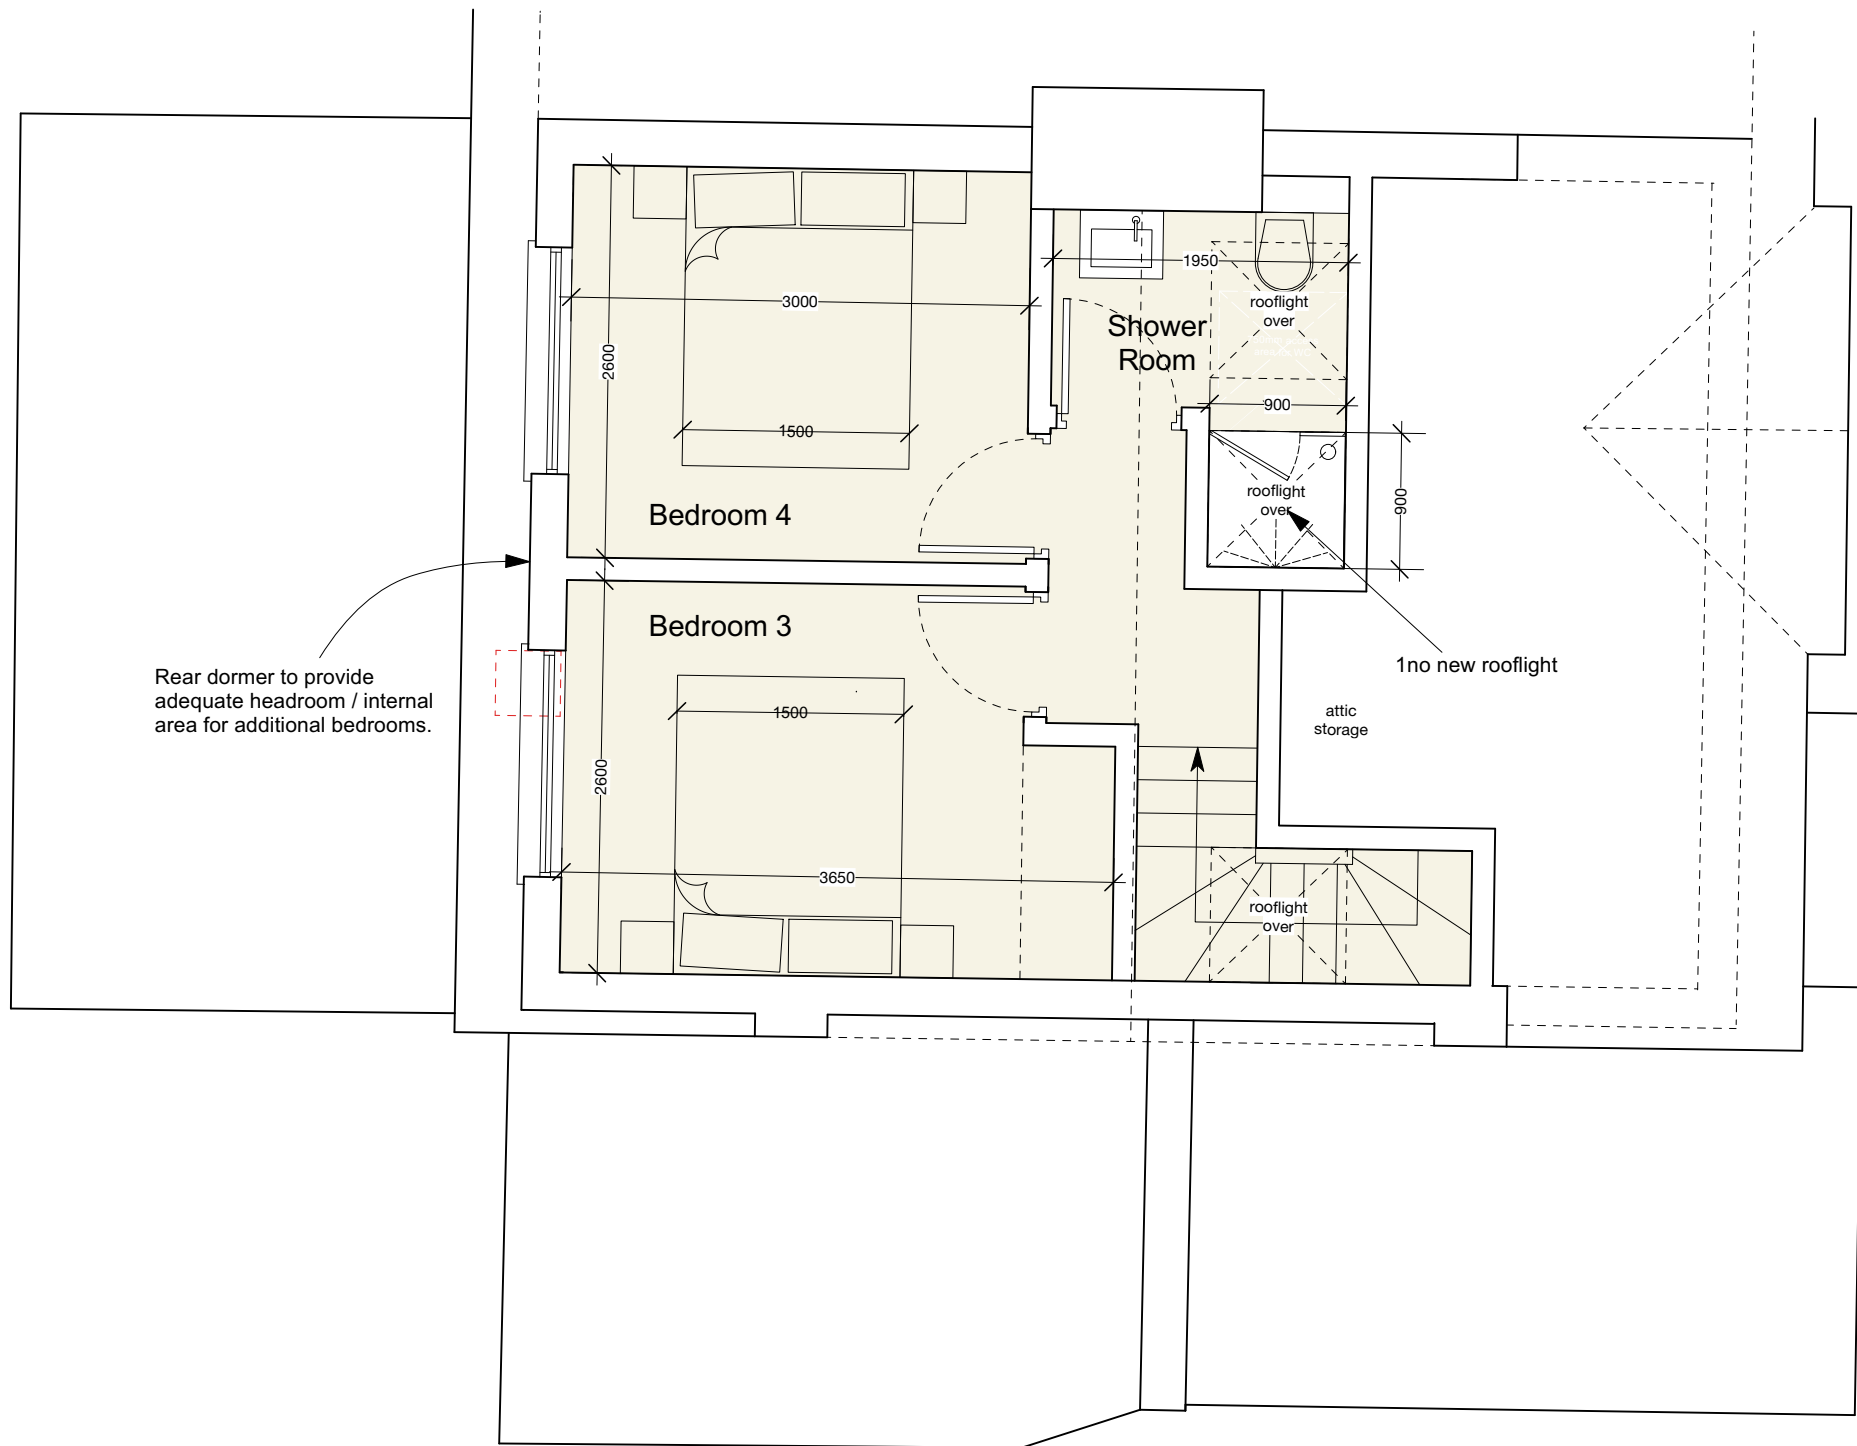 1950
3000
rooflight
over
Shower
Room
2600
900
1500
rooflight
over
900
Bedroom 4
Bedroom 3
Rear dormer to provide
adequate headroom / internal
area for additional bedrooms.
1no new rooflight
1500
attic
storage
2600
3650
rooflight
over